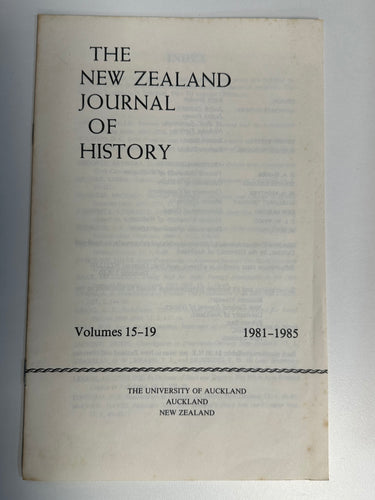 THE
NEW ZEALAND
JOURNAL
OF
HISTORY
Volumes 15–19 1981–1985
THE UNIVERSITY OF AUCKLAND
AUCKLAND
NEW ZEALAND